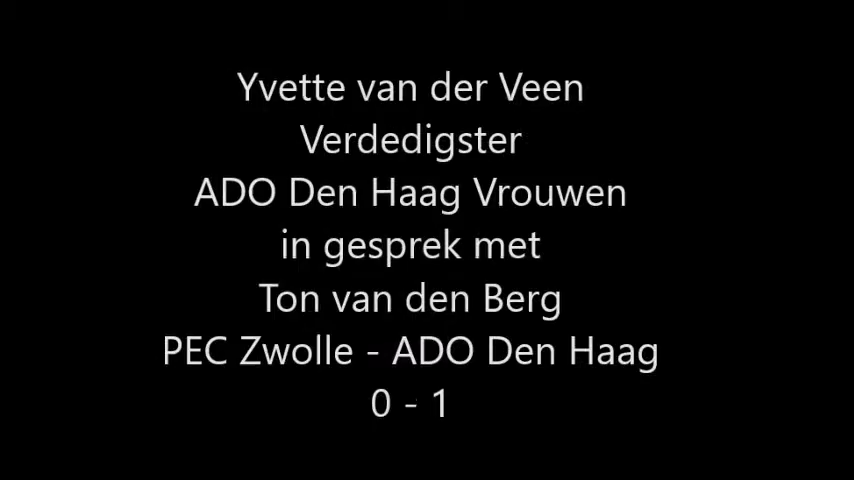 Yvette van der Veen
Verdedigster
ADO Den Haag Vrouwen
in gesprek met
Ton van den Berg
PEC Zwolle - ADO Den Haag
0 - 1